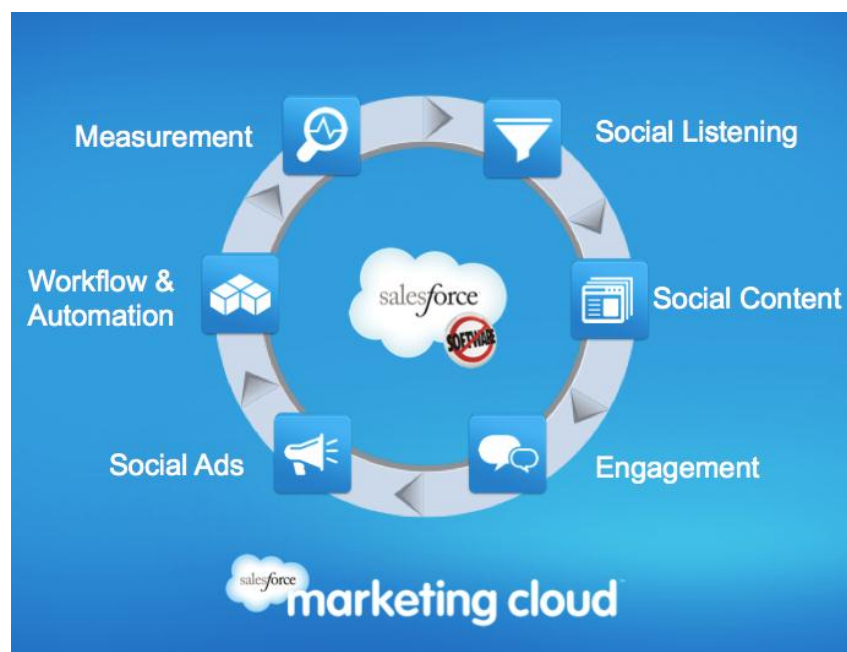 Measurement
Social Listening
Workflow &
Automation
Social Content
salesforce
SOFTWARE
Social Ads
Engagement
salesforce
marketing cloud